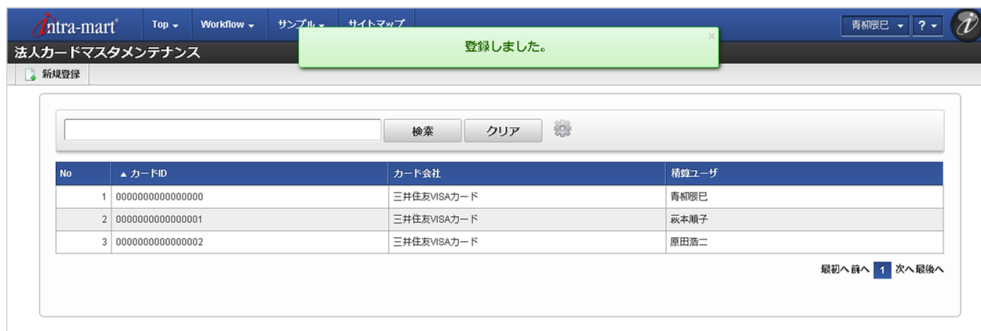 intra-mart® Top Workflow サンプル サイトマップ 青柳辰巳 ?
登録しました。 ×
法人カードマスタメンテナンス
新規登録
検索 クリア
No ▲ カードID カード会社 積算ユーザ
1 0000000000000000 三井住友VISAカード 青柳辰巳
2 0000000000000001 三井住友VISAカード 萩本順子
3 0000000000000002 三井住友VISAカード 原田浩二
最初へ 前へ 1 次へ 最後へ